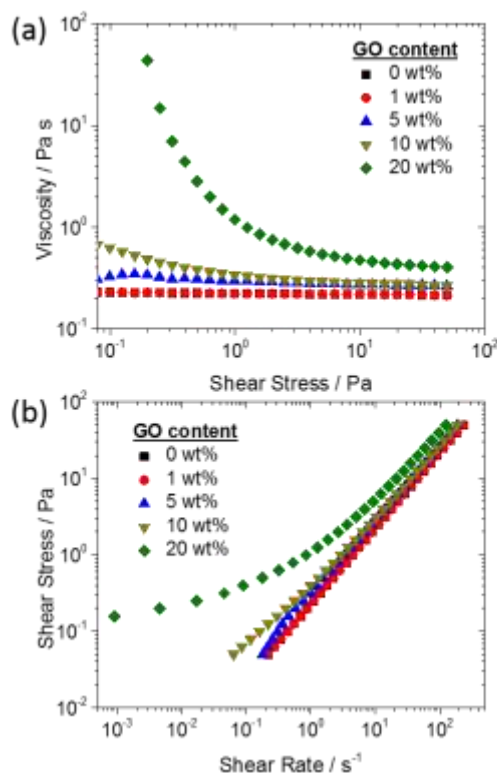 (a)
10²
10¹
10⁰
10⁻¹
Viscosity / Pa s
GO content
0 wt%
1 wt%
5 wt%
10 wt%
20 wt%
10⁻¹ 10⁰ 10¹ 10²
Shear Stress / Pa
(b)
10²
10¹
10⁰
10⁻¹
10⁻²
Shear Stress / Pa
GO content
0 wt%
1 wt%
5 wt%
10 wt%
20 wt%
10⁻³ 10⁻² 10⁻¹ 10⁰ 10¹ 10²
Shear Rate / s⁻¹